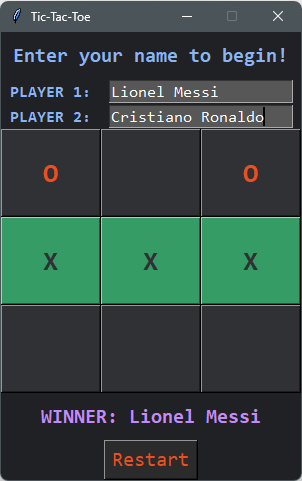 Tic-Tac-Toe
Enter your name to begin!
PLAYER 1: Lionel Messi
PLAYER 2: Cristiano Ronaldo
O O
X X X
WINNER: Lionel Messi
Restart